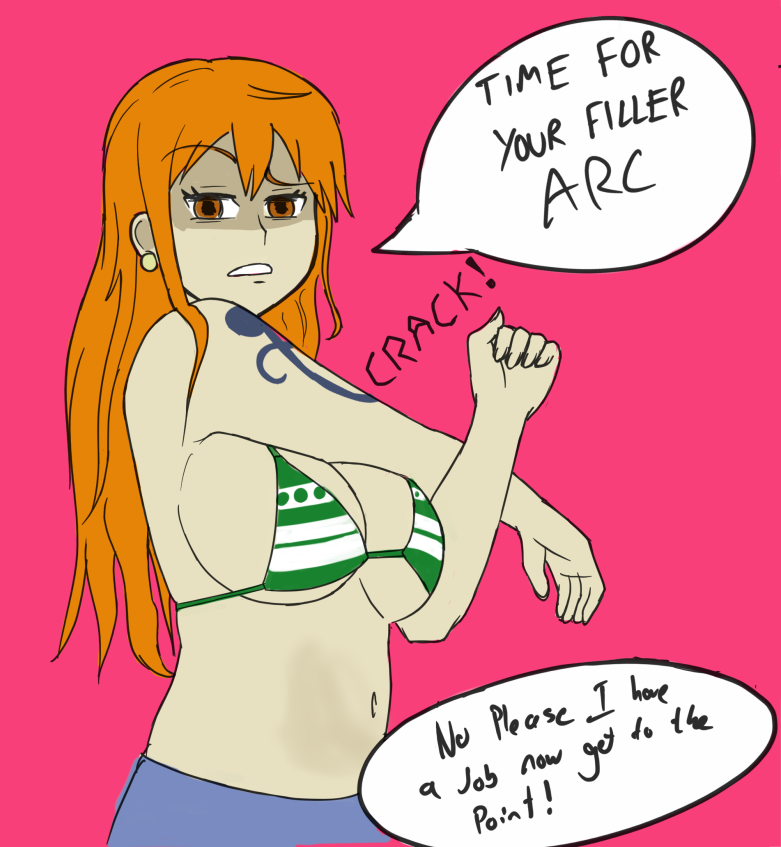 TIME FOR
YOUR FILLER
ARC
CRACK!
No Please I have
a Job now get to the
Point!